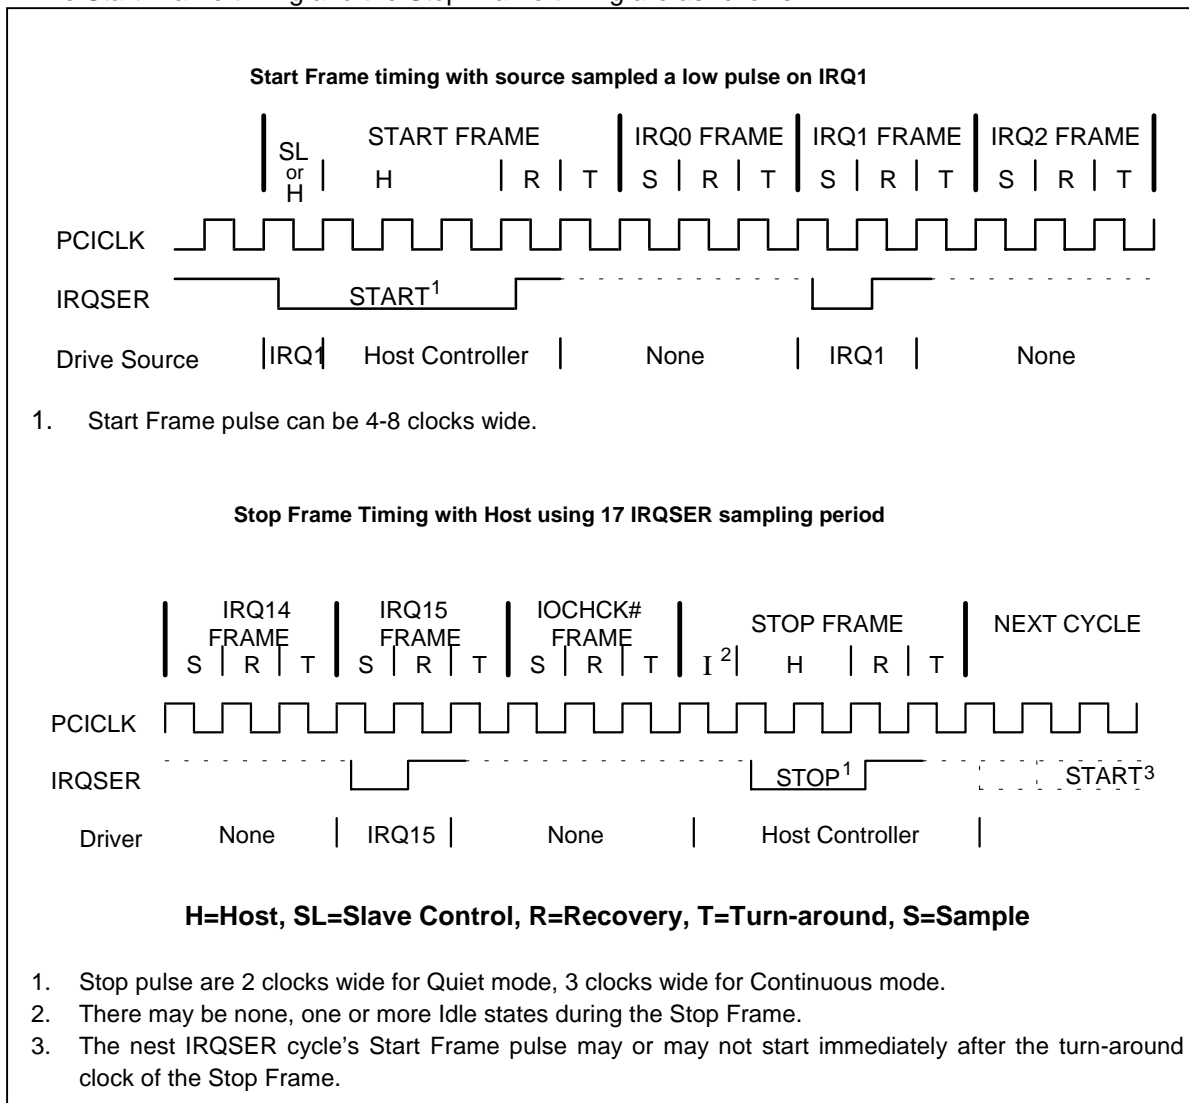 Start Frame timing with source sampled a low pulse on IRQ1
START FRAME IRQ0 FRAME IRQ1 FRAME IRQ2 FRAME
SL
or
H
H R T S R T S R T S R T
PCICLK
IRQSER START1
Drive Source IRQ1 Host Controller None IRQ1 None
1. Start Frame pulse can be 4-8 clocks wide.
Stop Frame Timing with Host using 17 IRQSER sampling period
IRQ14 IRQ15 IOCHCK#
FRAME FRAME FRAME STOP FRAME NEXT CYCLE
S R T S R T S R T I 2 H R T
PCICLK
IRQSER STOP1 START3
Driver None IRQ15 None Host Controller
H=Host, SL=Slave Control, R=Recovery, T=Turn-around, S=Sample
1. Stop pulse are 2 clocks wide for Quiet mode, 3 clocks wide for Continuous mode.
2. There may be none, one or more Idle states during the Stop Frame.
3. The nest IRQSER cycle's Start Frame pulse may or may not start immediately after the turn-around
clock of the Stop Frame.